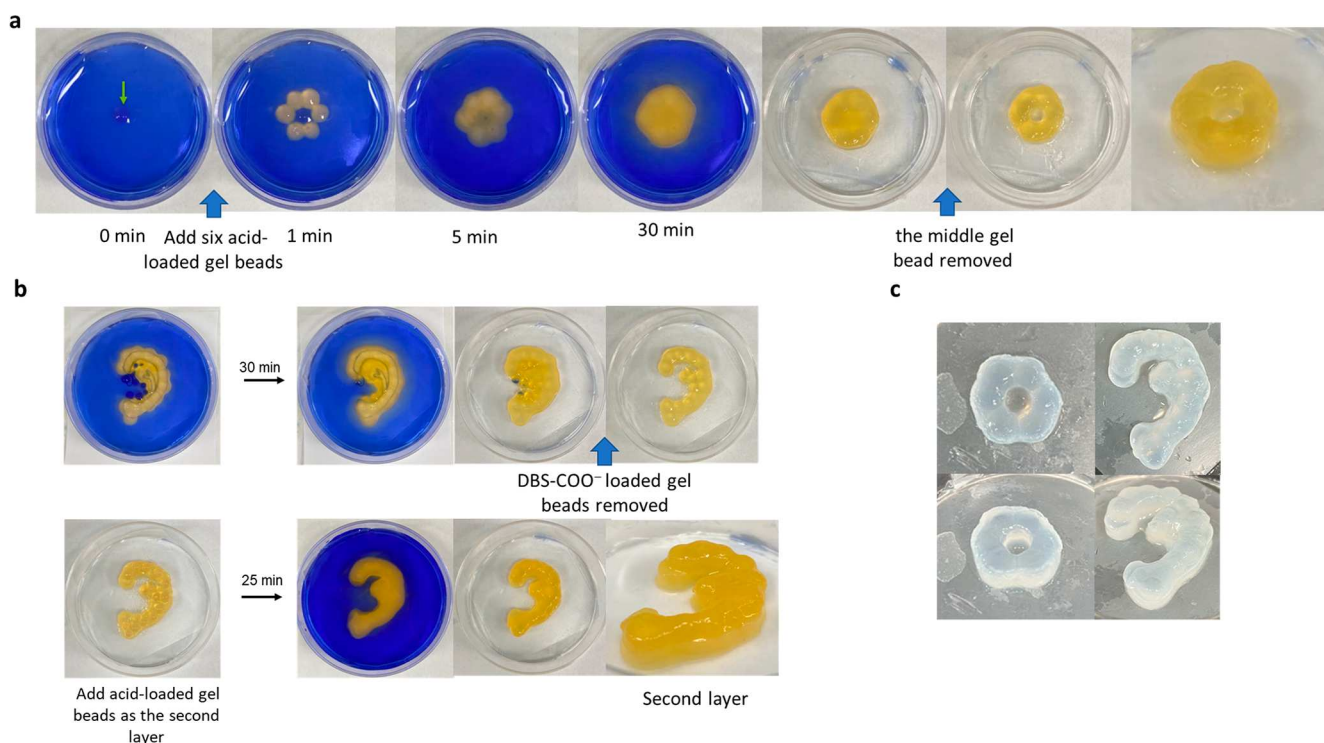 a
0 min
Add six acid-
loaded gel beads
1 min
5 min
30 min
the middle gel
bead removed
b
30 min
DBS-COO⁻ loaded gel
beads removed
25 min
Add acid-loaded gel
beads as the second
layer
Second layer
c